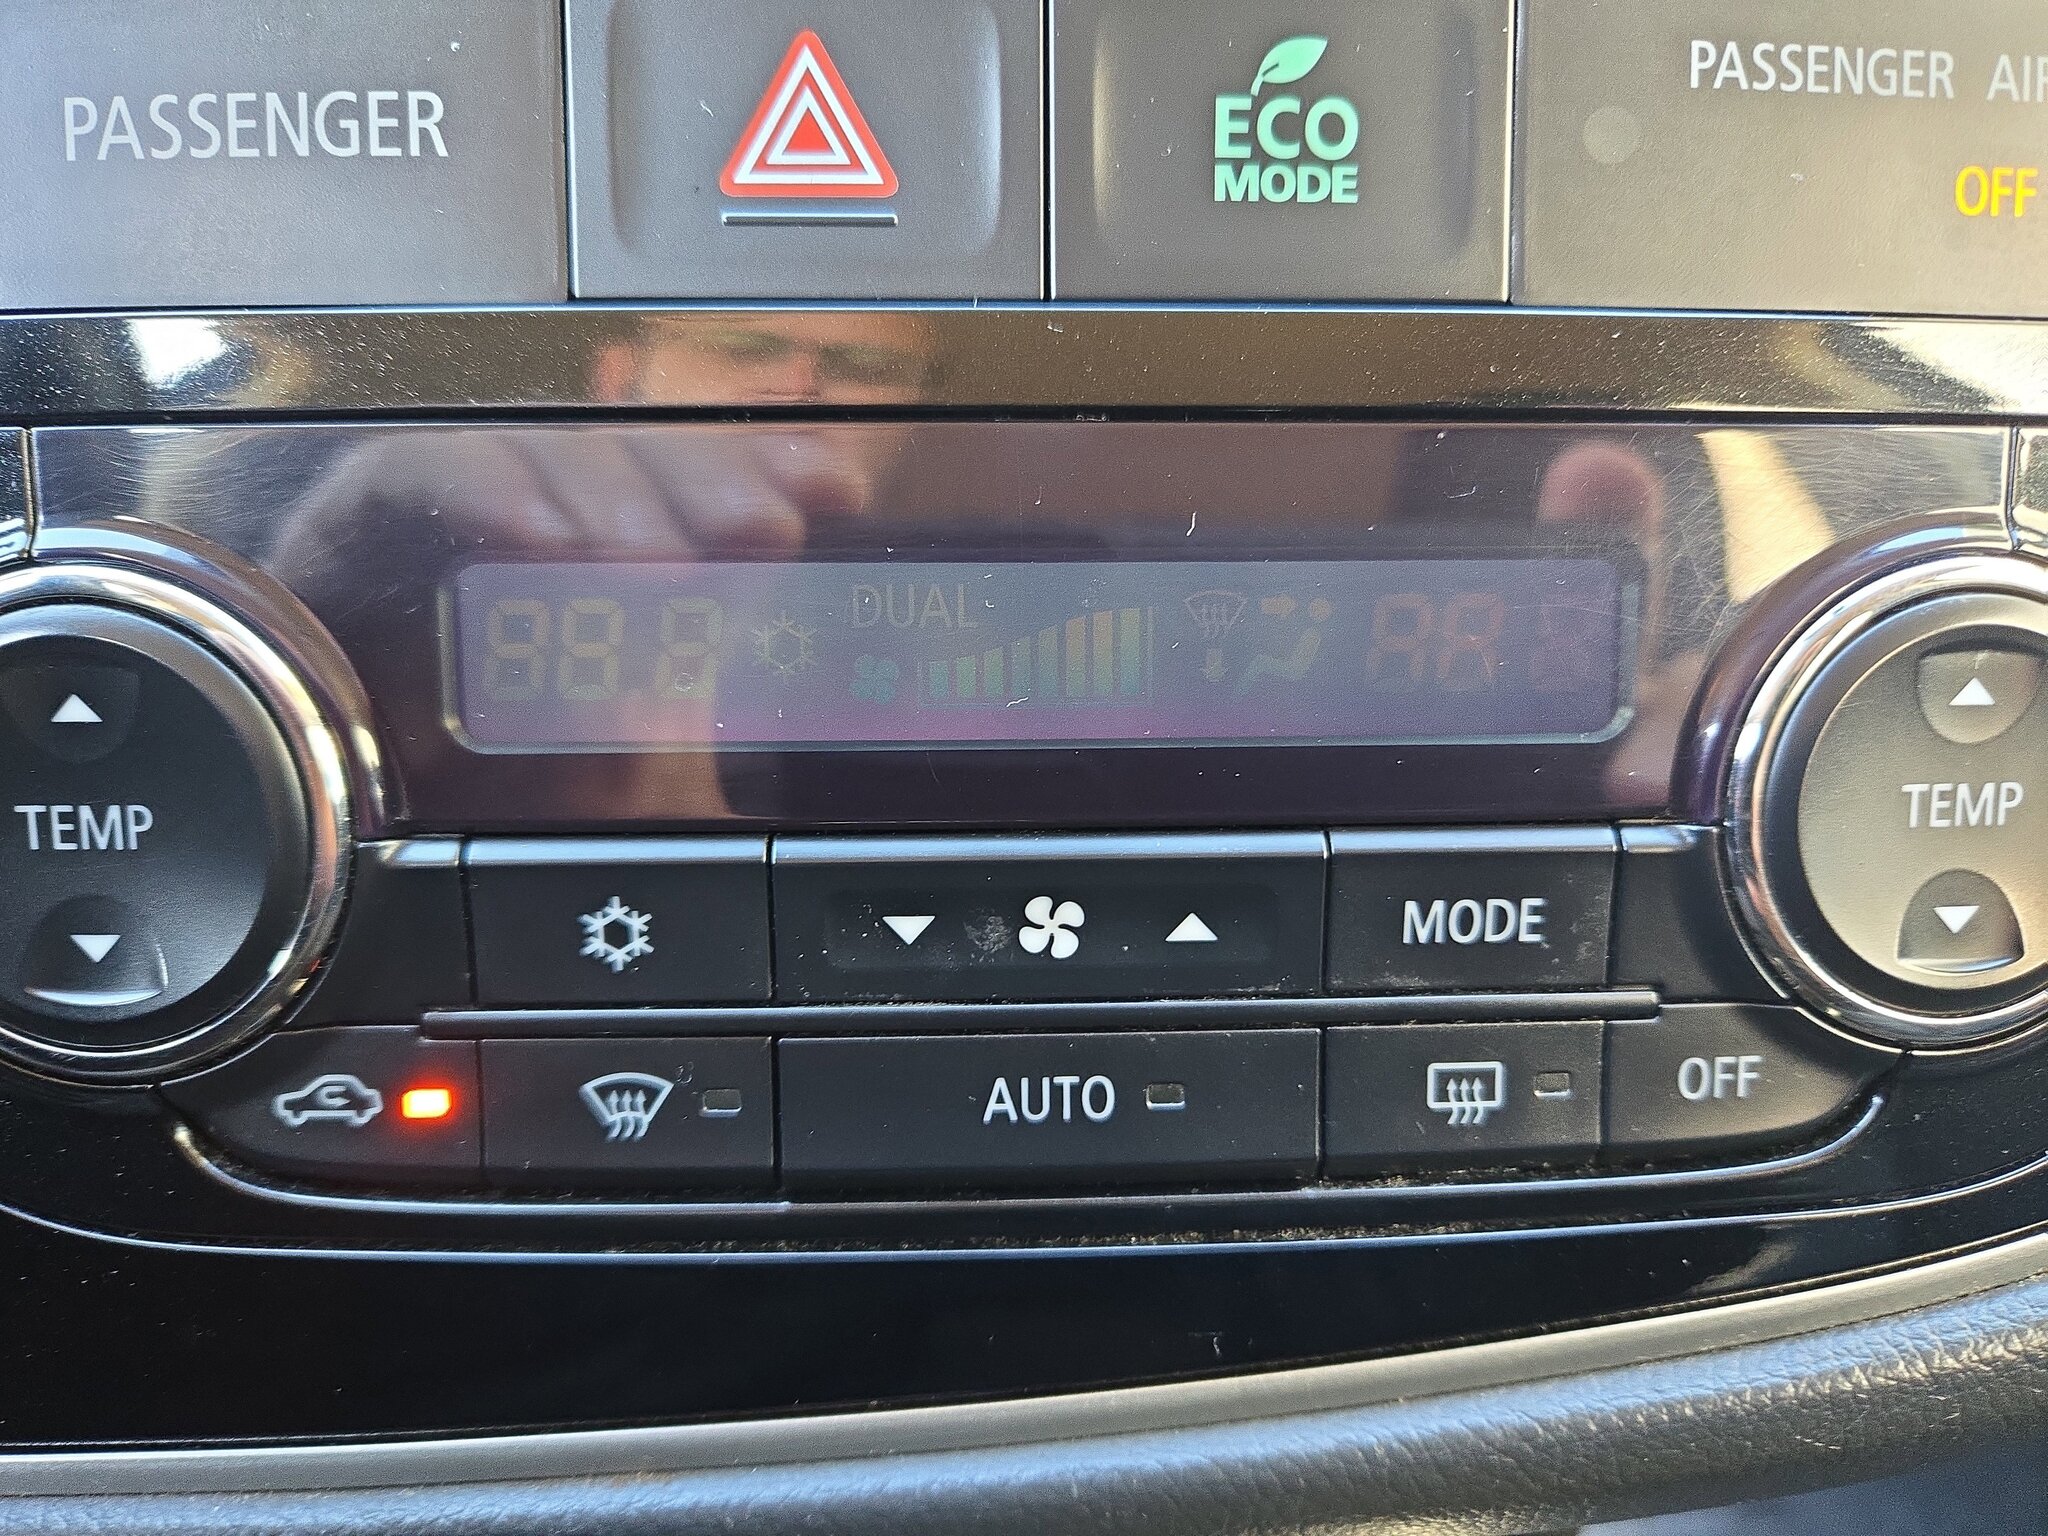 PASSENGER
ECO
MODE
PASSENGER AIR
OFF
DUAL
TEMP
TEMP
MODE
AUTO
OFF